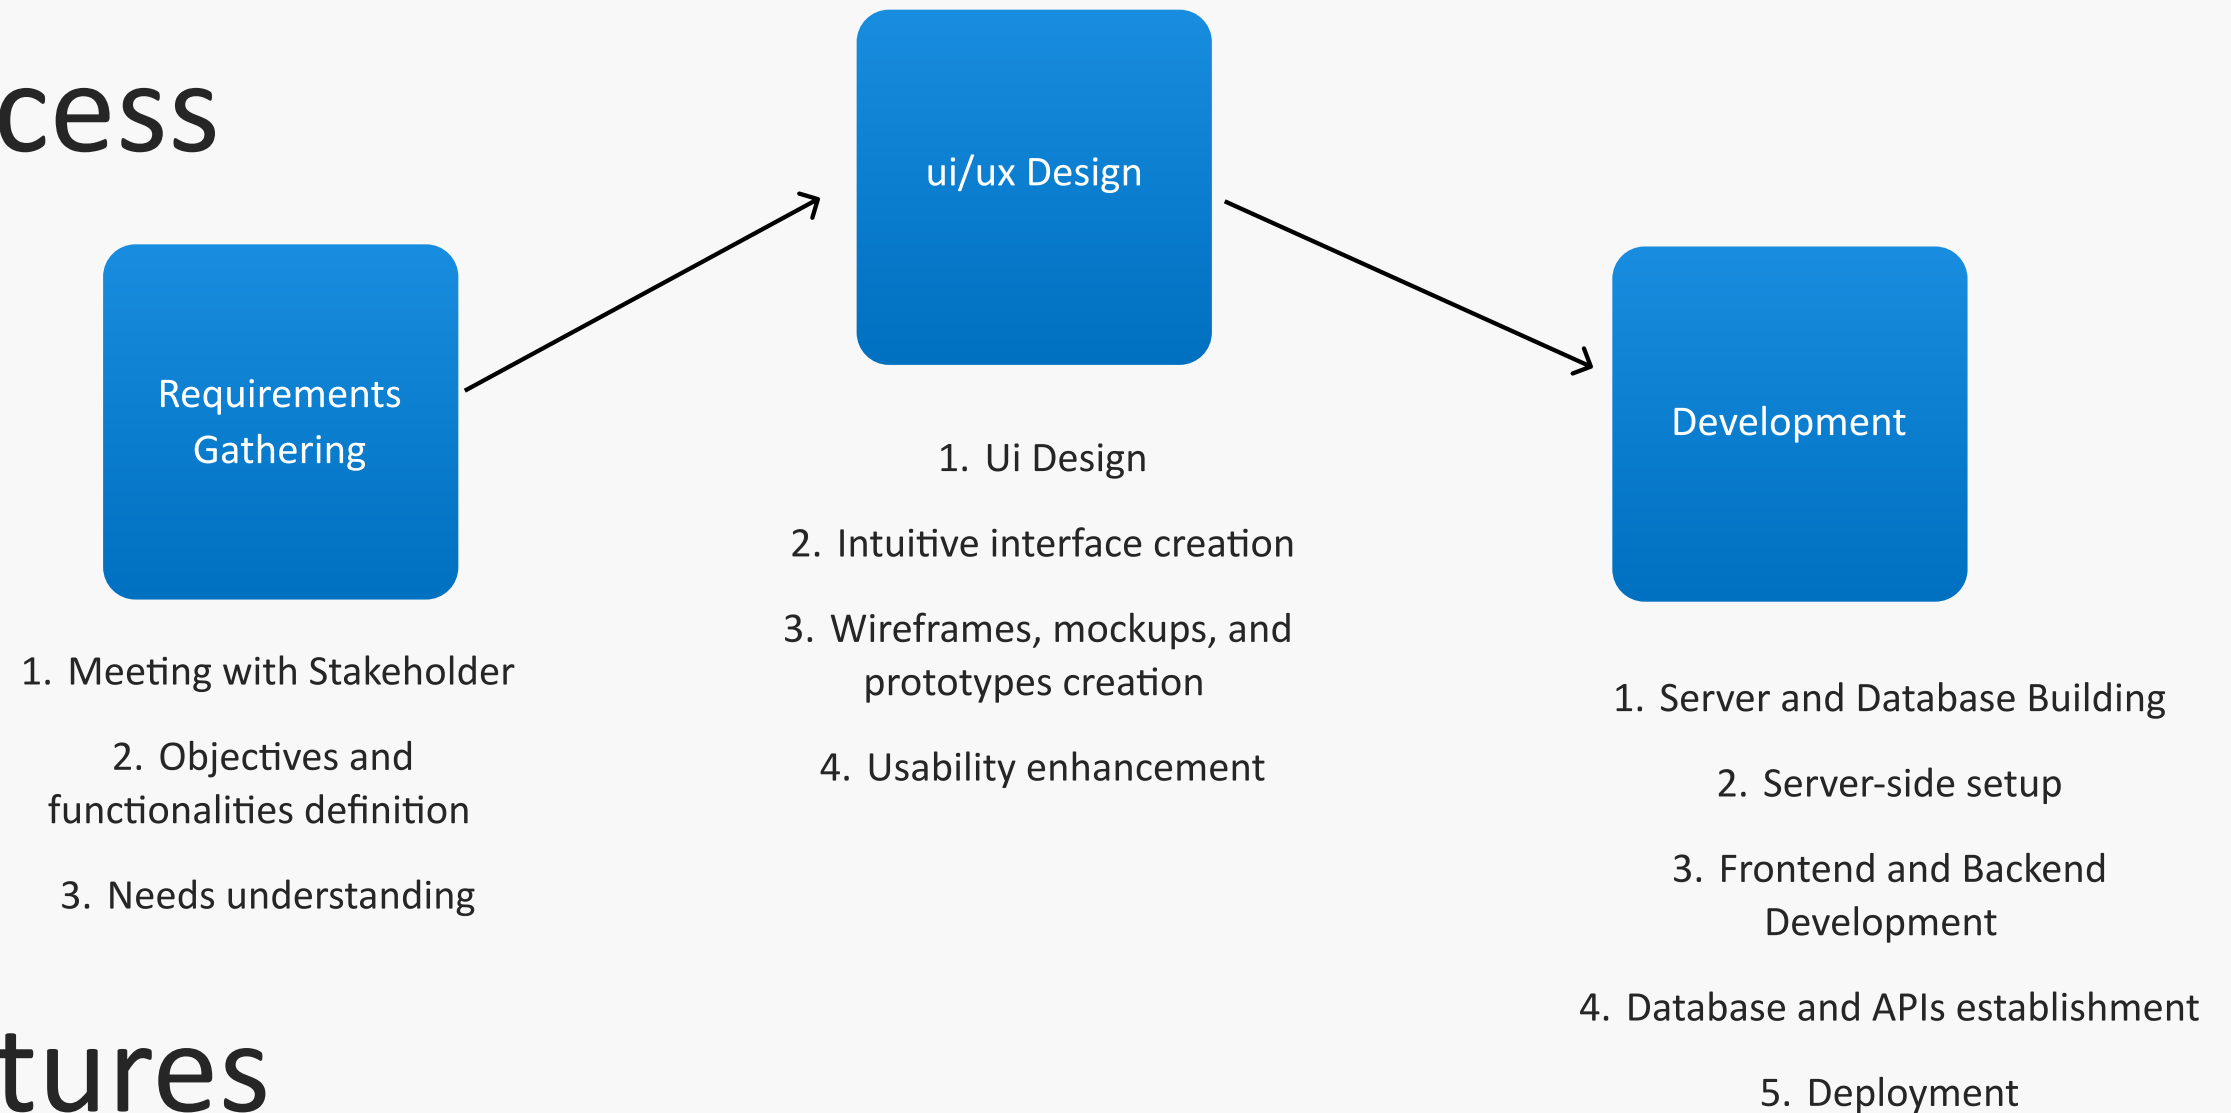 cess
ui/ux Design
Requirements
Gathering
Development
1. Ui Design
2. Intuitive interface creation
3. Wireframes, mockups, and
prototypes creation
4. Usability enhancement
1. Meeting with Stakeholder
2. Objectives and
functionalities definition
3. Needs understanding
1. Server and Database Building
2. Server-side setup
3. Frontend and Backend
Development
4. Database and APIs establishment
5. Deployment
tures